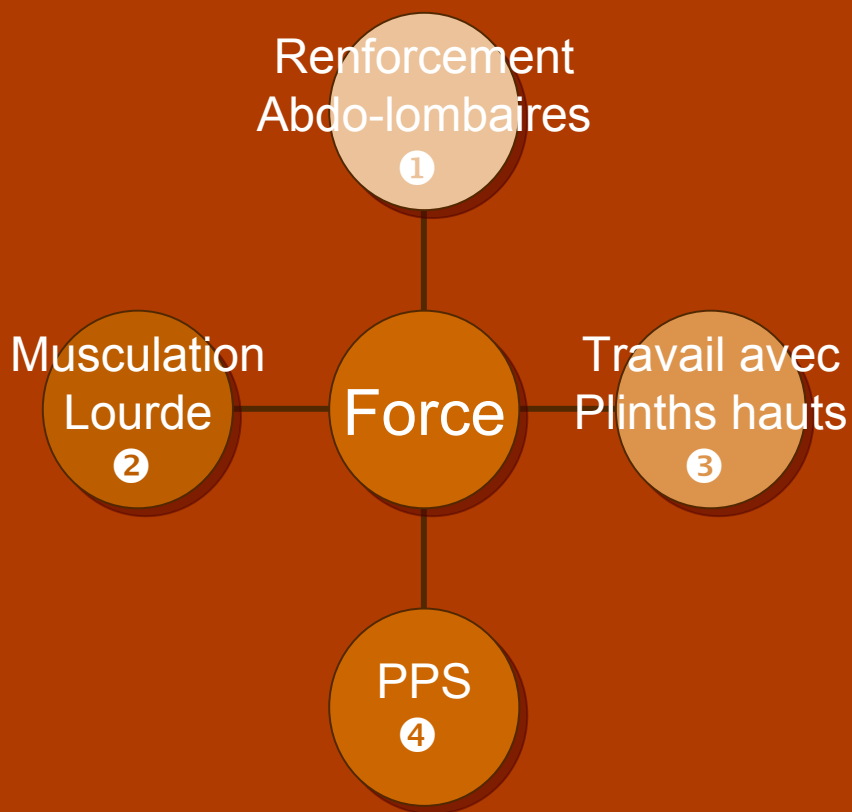 Renforcement
Abdo-lombaires
❶
Musculation
Lourde
❷
Force
Travail avec
Plinths hauts
❸
PPS
❹